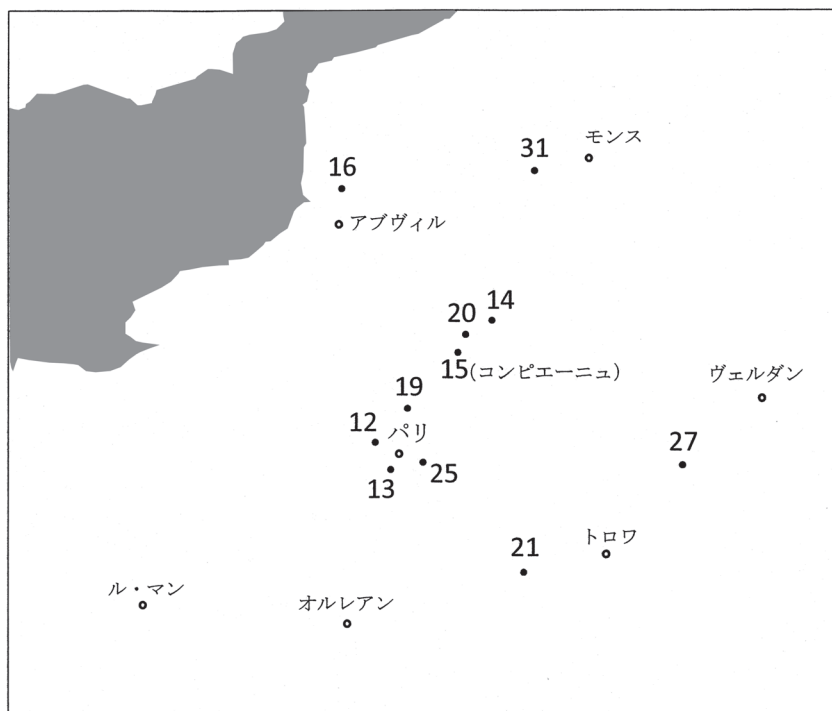 モンス
31
16
アブヴィル
14
20
15(コンピエーニュ)
ヴェルダン
19
12
パリ
27
25
13
トロワ
21
ル・マン
オルレアン